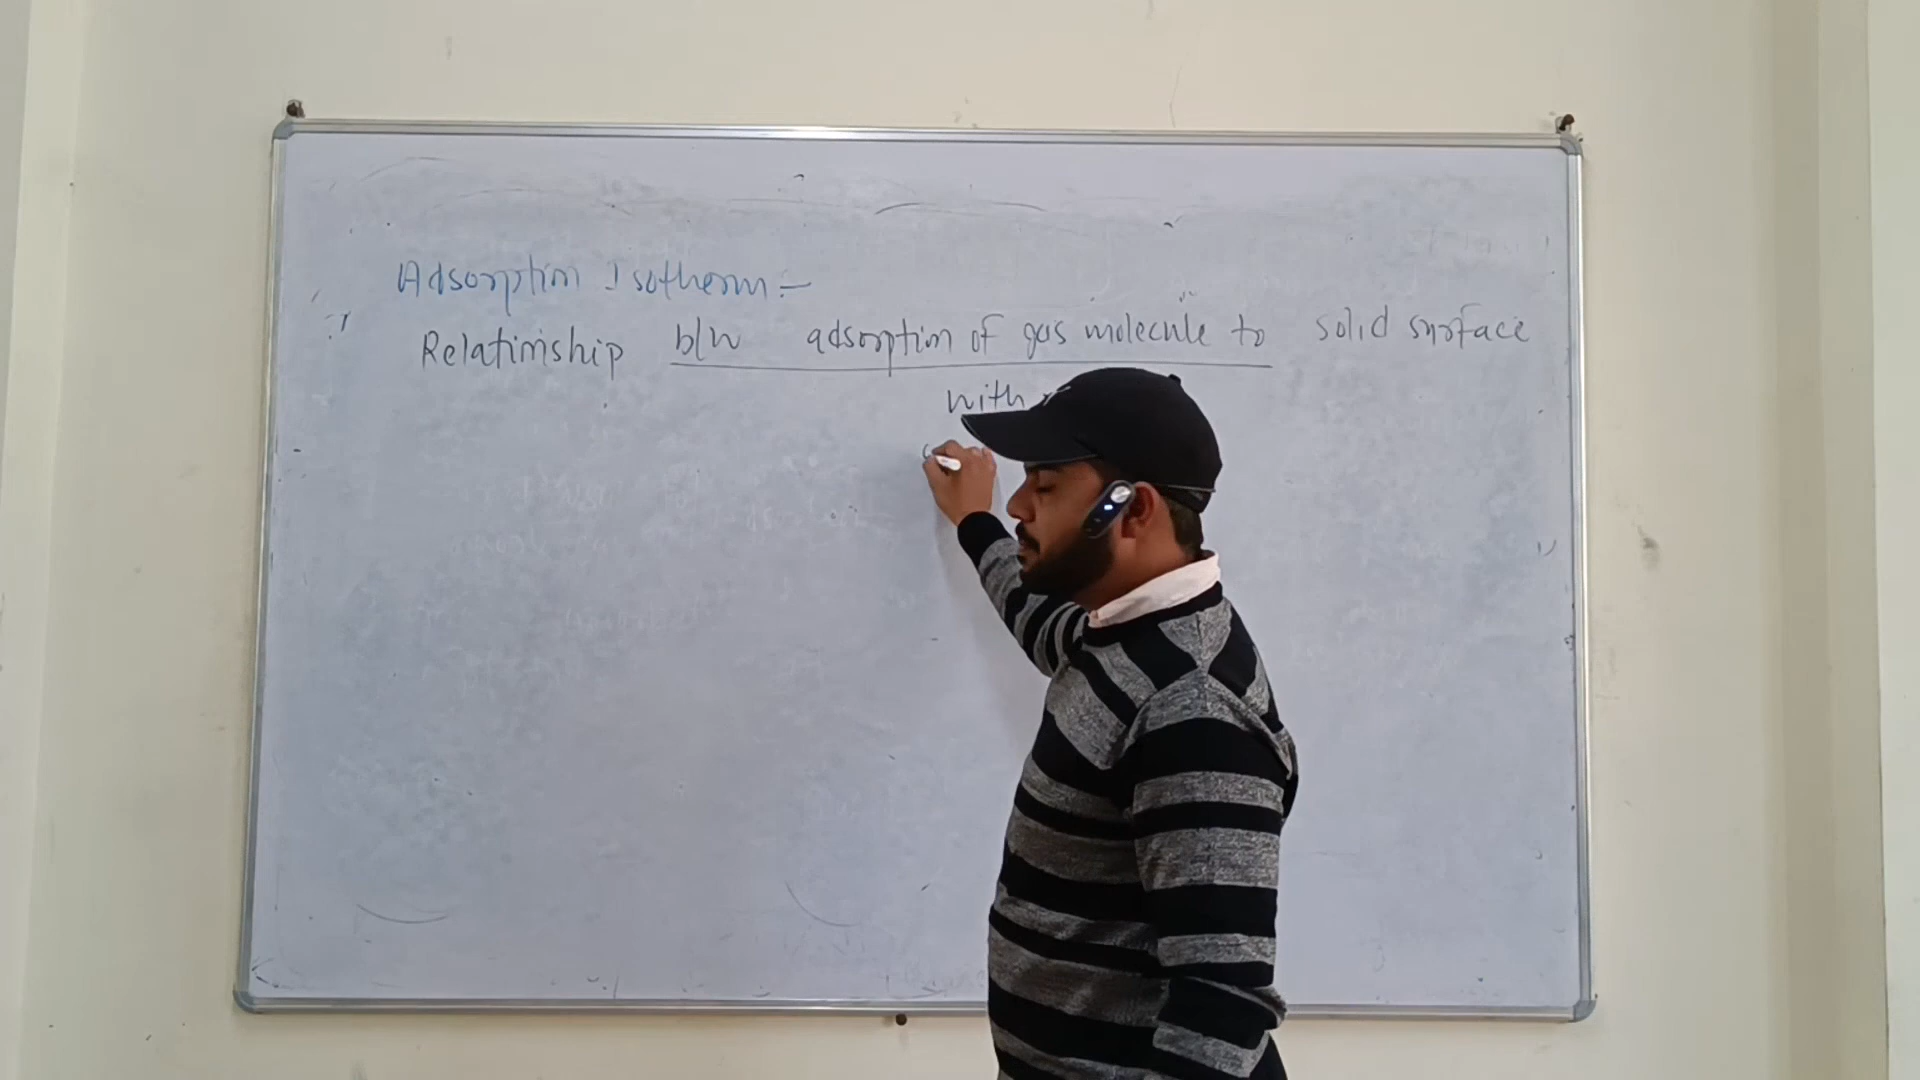 Adsorption Isotherm :-
Relationship b/w adsorption of gas molecule to solid surface
with